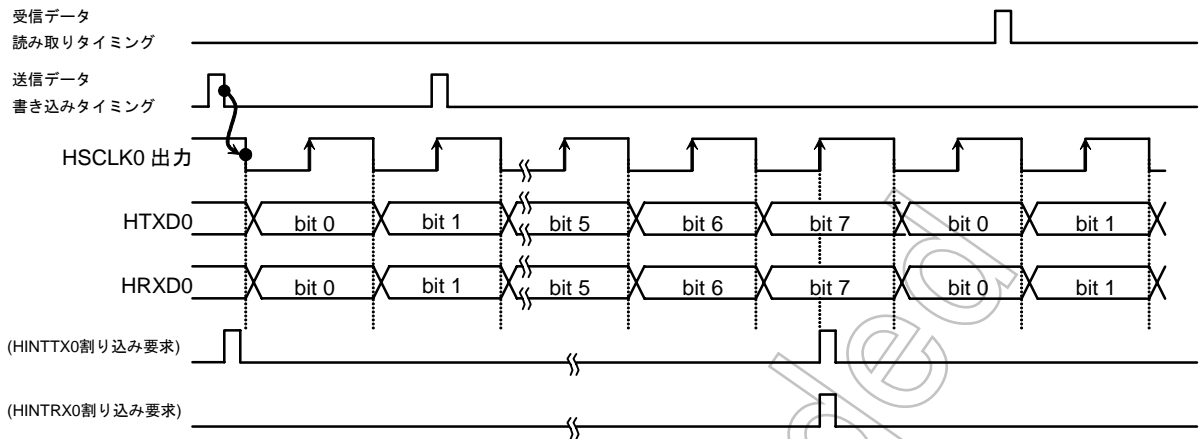 受信データ
読み取りタイミング
送信データ
書き込みタイミング
HSCLK0 出力
HTXD0 bit 0 bit 1 bit 5 bit 6 bit 7 bit 0 bit 1
HRXD0 bit 0 bit 1 bit 5 bit 6 bit 7 bit 0 bit 1
(HINTTX0割り込み要求)
(HINTRX0割り込み要求)
ded